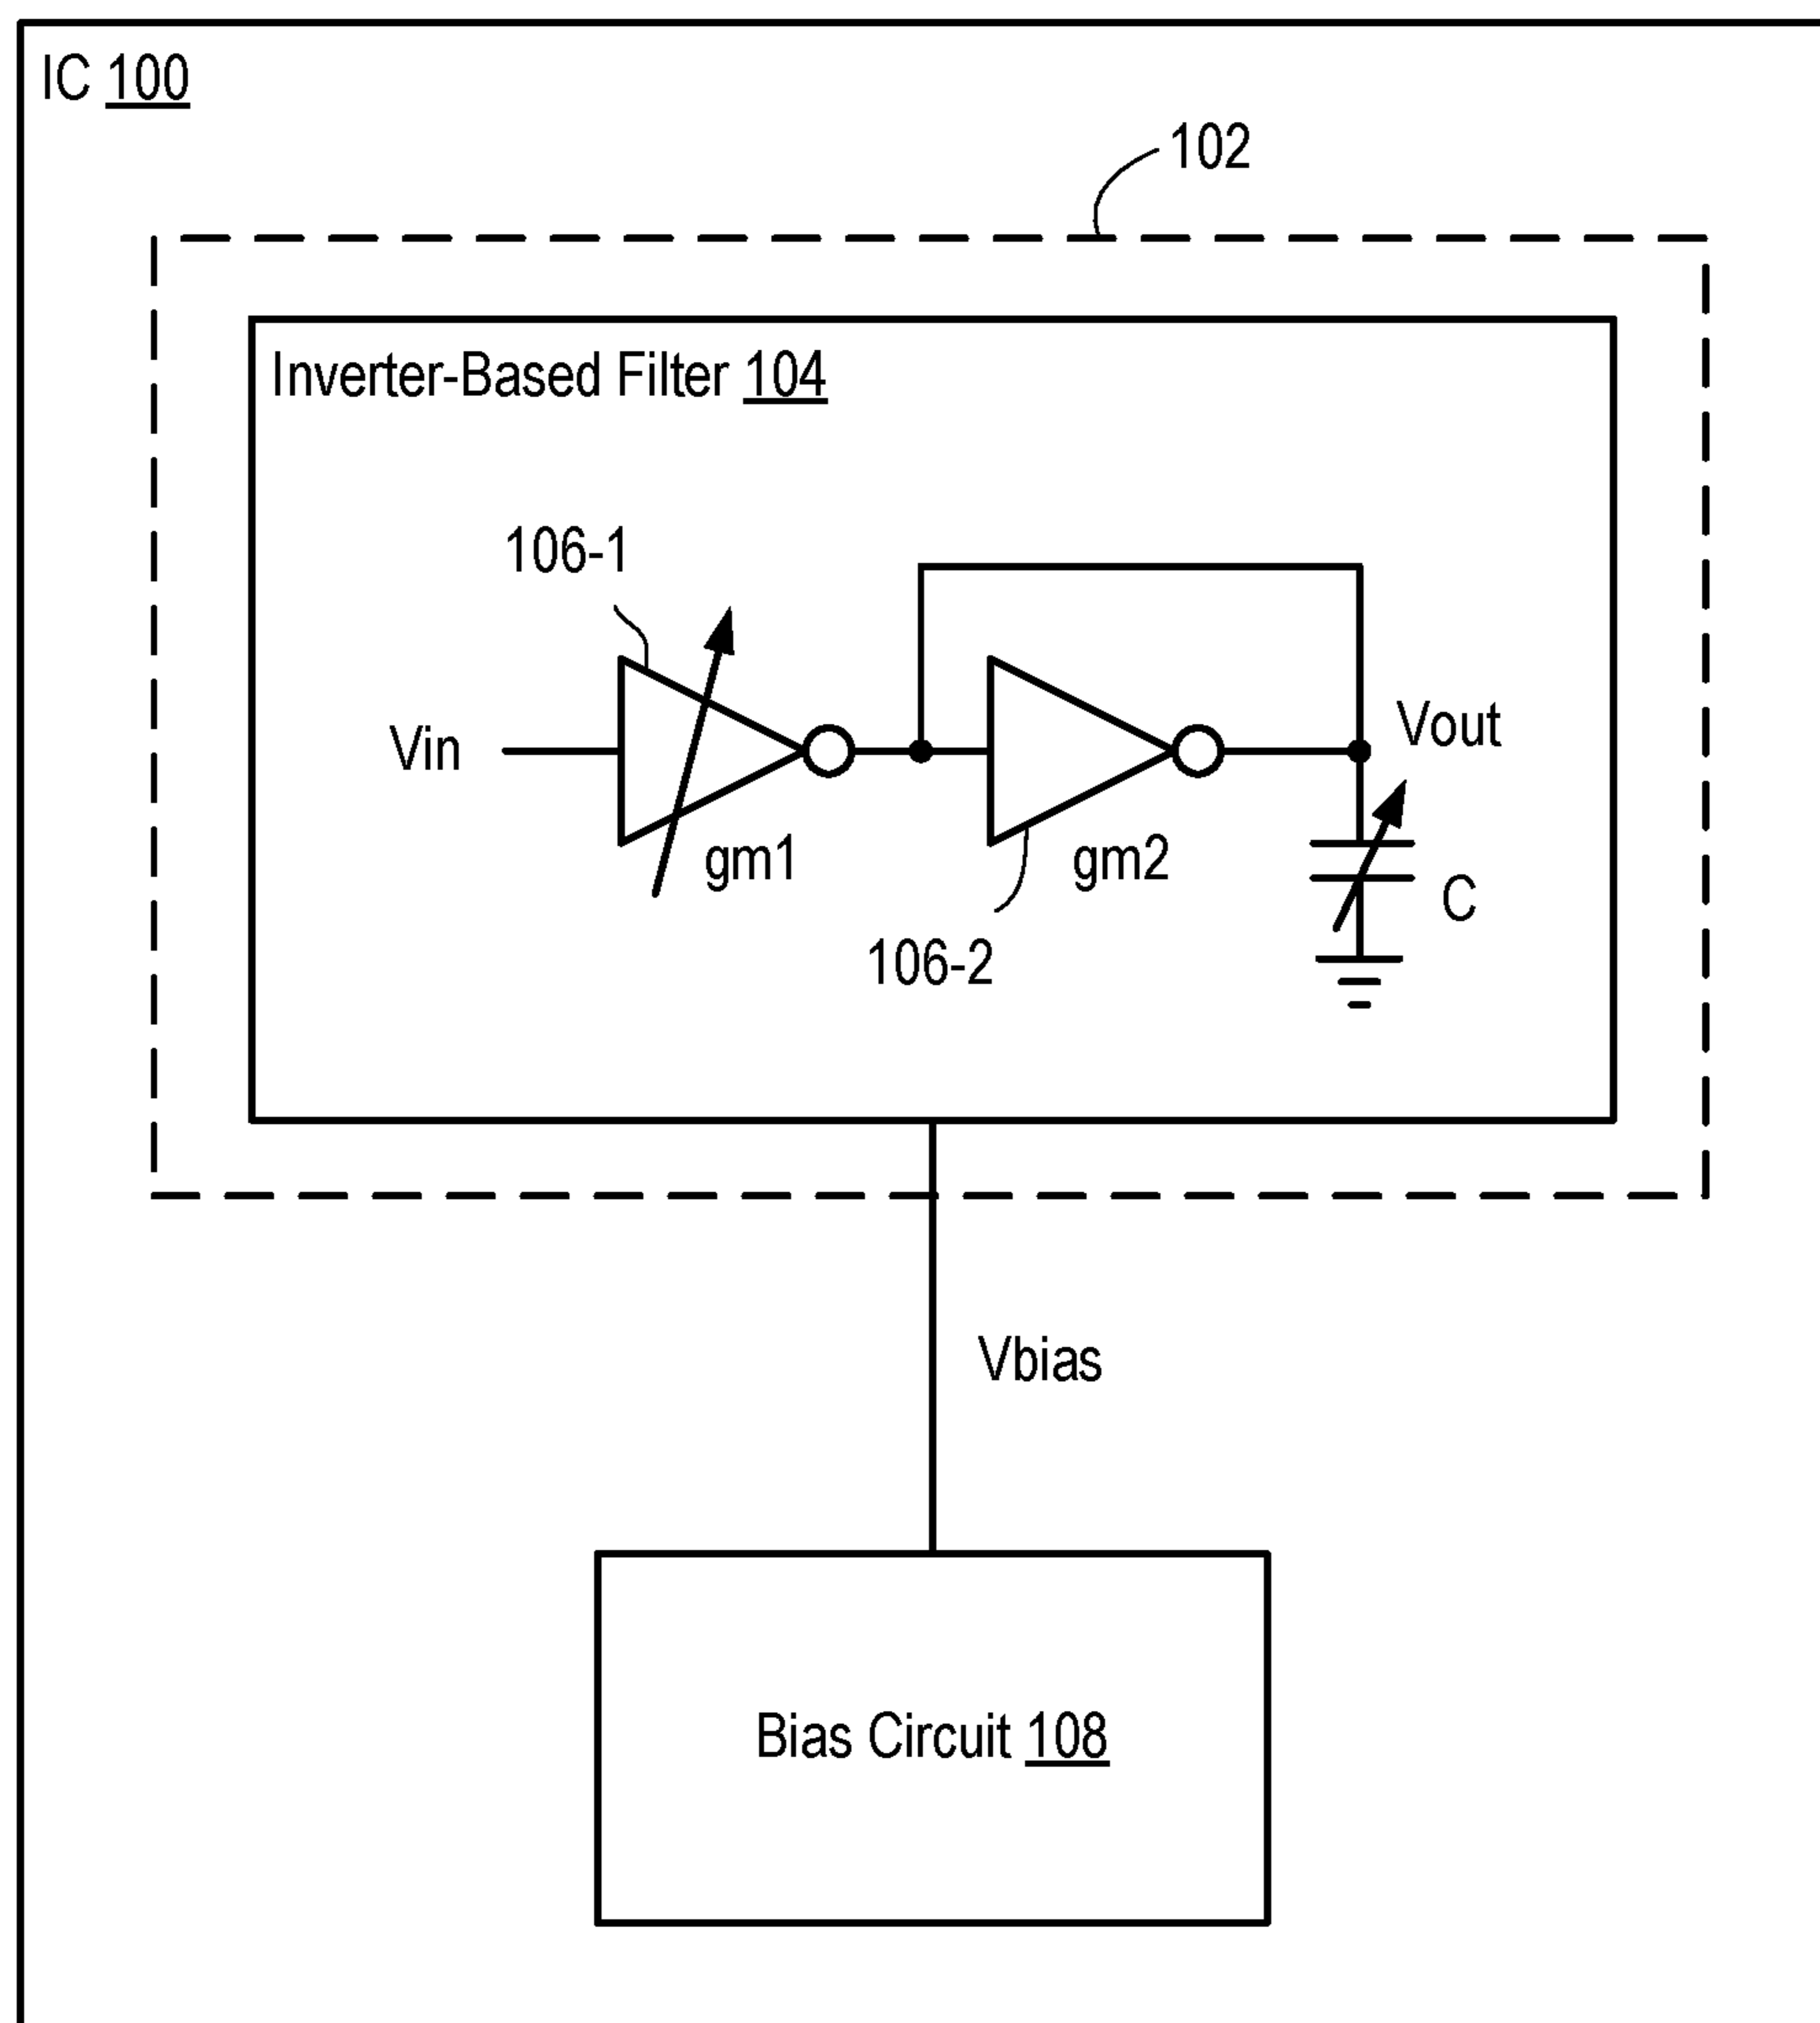 IC 100
102
Inverter-Based Filter 104
106-1
Vin
Vout
gm1
gm2
C
106-2
Vbias
Bias Circuit 108